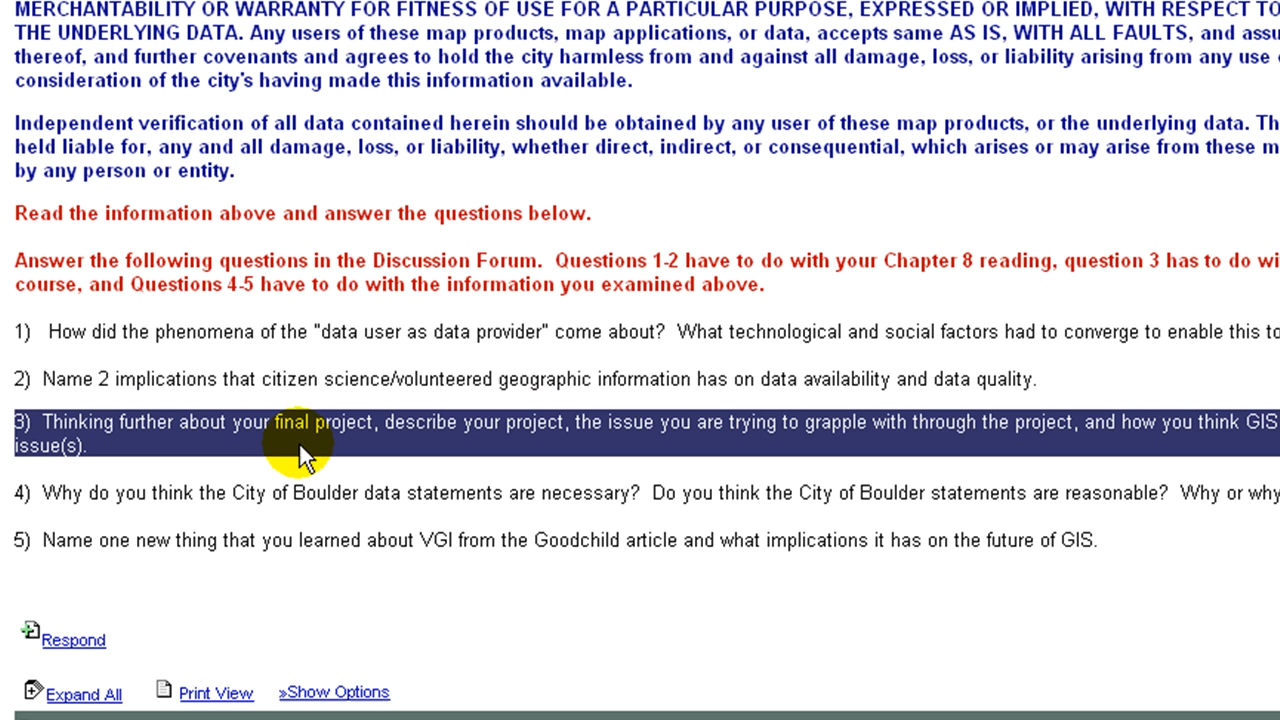 MERCHANTABILITY OR WARRANTY FOR FITNESS OF USE FOR A PARTICULAR PURPOSE, EXPRESSED OR IMPLIED, WITH RESPECT TO
THE UNDERLYING DATA. Any users of these map products, map applications, or data, accepts same AS IS, WITH ALL FAULTS, and assu
thereof, and further covenants and agrees to hold the city harmless from and against all damage, loss, or liability arising from any use
consideration of the city's having made this information available.
Independent verification of all data contained herein should be obtained by any user of these map products, or the underlying data. Th
held liable for, any and all damage, loss, or liability, whether direct, indirect, or consequential, which arises or may arise from these m
by any person or entity.
Read the information above and answer the questions below.
Answer the following questions in the Discussion Forum. Questions 1-2 have to do with your Chapter 8 reading, question 3 has to do wi
course, and Questions 4-5 have to do with the information you examined above.
1) How did the phenomena of the "data user as data provider" come about? What technological and social factors had to converge to enable this to
2) Name 2 implications that citizen science/volunteered geographic information has on data availability and data quality.
3) Thinking further about your final project, describe your project, the issue you are trying to grapple with through the project, and how you think GIS
issue(s).
4) Why do you think the City of Boulder data statements are necessary? Do you think the City of Boulder statements are reasonable? Why or why
5) Name one new thing that you learned about VGI from the Goodchild article and what implications it has on the future of GIS.
Respond
Expand All Print View »Show Options